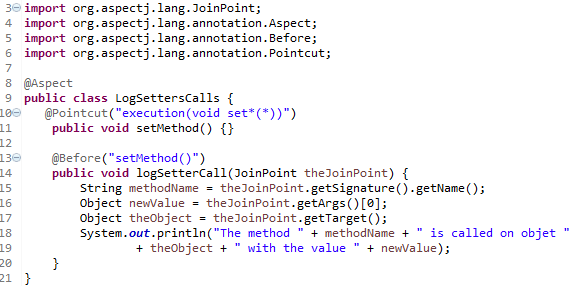 3 import org.aspectj.lang.JoinPoint;
4 import org.aspectj.lang.annotation.Aspect;
5 import org.aspectj.lang.annotation.Before;
6 import org.aspectj.lang.annotation.Pointcut;
7
8 @Aspect
9 public class LogSettersCalls {
10 @Pointcut("execution(void set*(*))")
11 public void setMethod() {}
12
13 @Before("setMethod()")
14 public void logSetterCall(JoinPoint theJoinPoint) {
15 String methodName = theJoinPoint.getSignature().getName();
16 Object newValue = theJoinPoint.getArgs()[0];
17 Object theObject = theJoinPoint.getTarget();
18 System.out.println("The method " + methodName + " is called on objet "
19 + theObject + " with the value " + newValue);
20 }
21 }